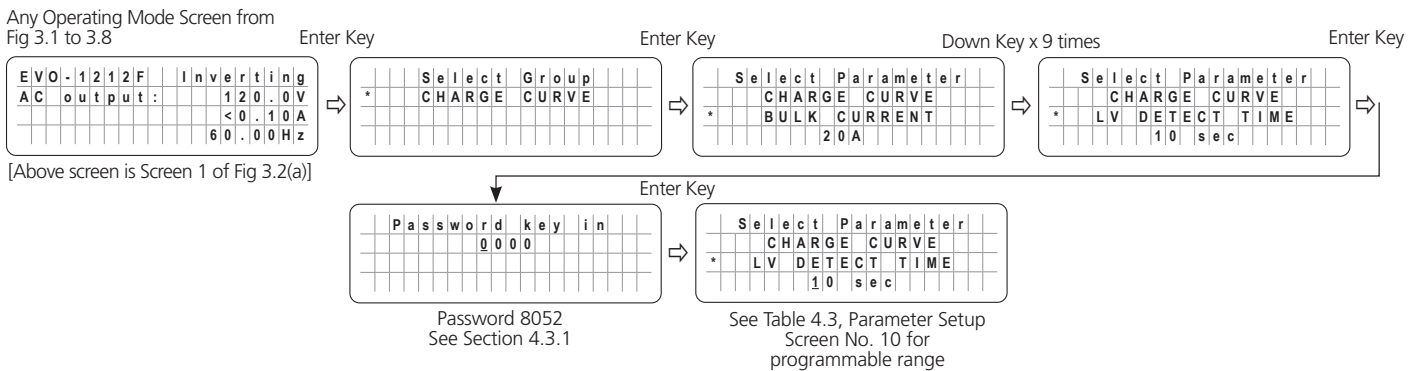 Any Operating Mode Screen from
Fig 3.1 to 3.8
Enter Key
Enter Key
Down Key x 9 times
Enter Key
EVO-1212F Inverting
AC output: 120.0V
<0.10A
60.00Hz
Select Group
* CHARGE CURVE
Select Parameter
CHARGE CURVE
* BULK CURRENT
20A
Select Parameter
CHARGE CURVE
* LV DETECT TIME
10 sec
[Above screen is Screen 1 of Fig 3.2(a)]
Enter Key
Password key in
0000
Select Parameter
CHARGE CURVE
* LV DETECT TIME
10 sec
Password 8052
See Section 4.3.1
See Table 4.3, Parameter Setup
Screen No. 10 for
programmable range